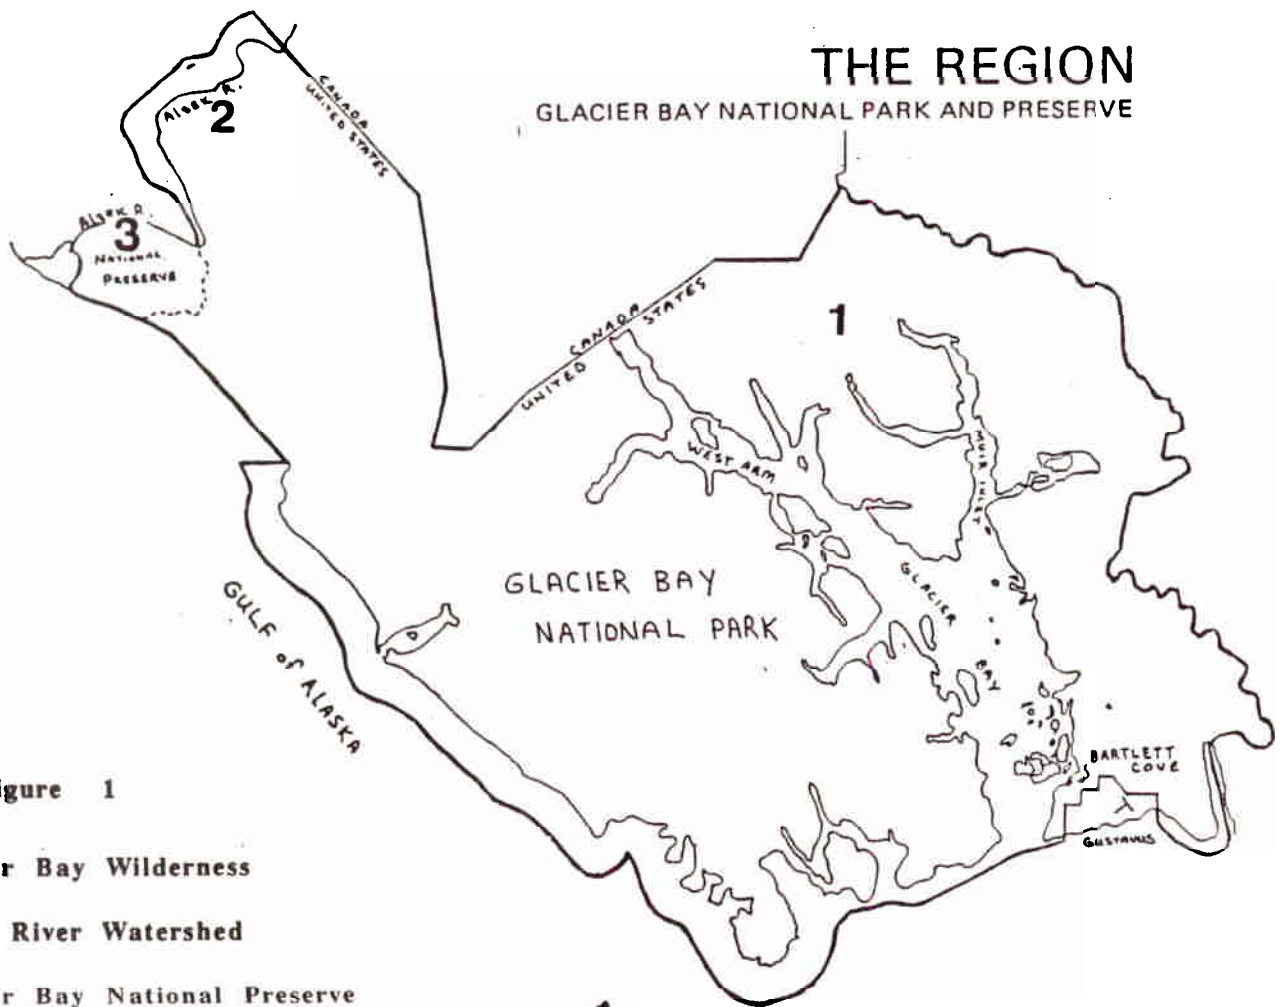 THE REGION
GLACIER BAY NATIONAL PARK AND PRESERVE
CANADA
UNITED STATES
Alsek R.
2
Alsek R.
3
NATIONAL
PRESERVE
1
CANADA
UNITED STATES
WEST ARM
MUIR INLET
GLACIER BAY
GLACIER BAY
NATIONAL PARK
GULF of ALASKA
BARTLETT
COVE
GUSTAVUS
igure 1
r Bay Wilderness
River Watershed
r Bay National Preserve